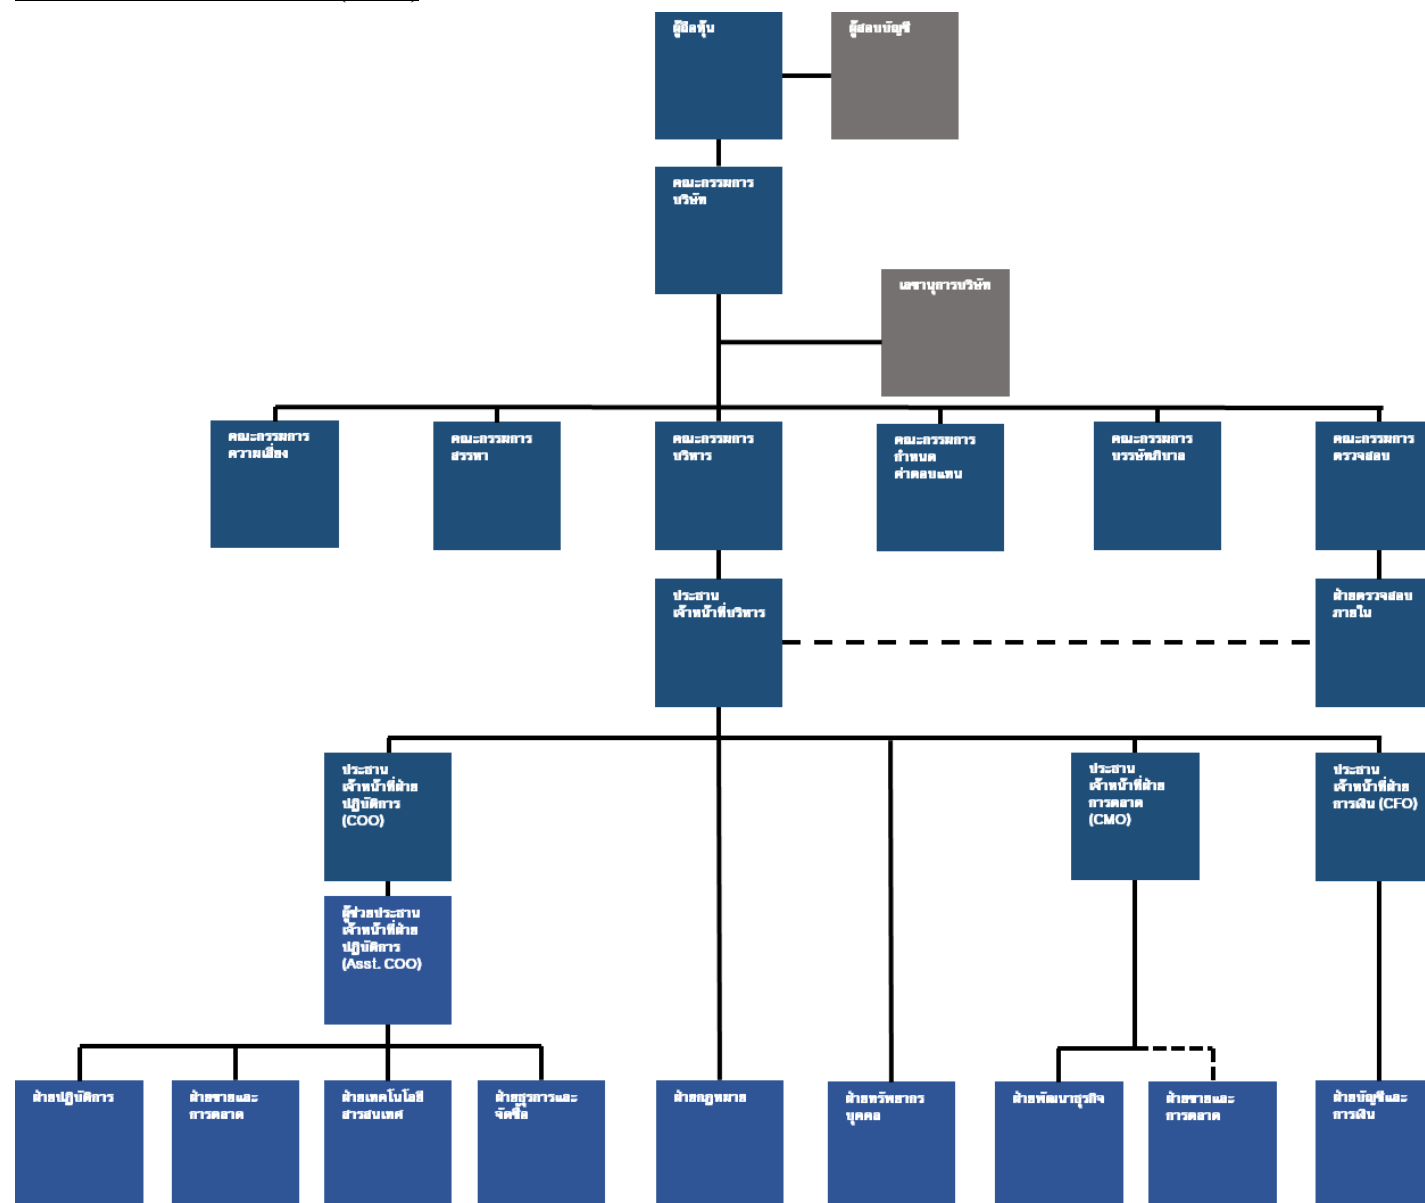 ผู้ถือหุ้น
ผู้สอบบัญชี
คณะกรรมการ
บริษัท
เลขานุการบริษัท
คณะกรรมการ
ความเสี่ยง
คณะกรรมการ
สรรหา
คณะกรรมการ
บริหาร
คณะกรรมการ
กำหนด
ค่าตอบแทน
คณะกรรมการ
บรรษัทภิบาล
คณะกรรมการ
ตรวจสอบ
ประธาน
เจ้าหน้าที่บริหาร
ฝ่ายตรวจสอบ
ภายใน
ประธาน
เจ้าหน้าที่ฝ่าย
ปฏิบัติการ
(COO)
ประธาน
เจ้าหน้าที่ฝ่าย
การตลาด
(CMO)
ประธาน
เจ้าหน้าที่ฝ่าย
การเงิน (CFO)
ผู้ช่วยประธาน
เจ้าหน้าที่ฝ่าย
ปฏิบัติการ
(Asst. COO)
ฝ่ายปฏิบัติการ
ฝ่ายขายและ
การตลาด
ฝ่ายเทคโนโลยี
สารสนเทศ
ฝ่ายธุรการและ
จัดซื้อ
ฝ่ายกฎหมาย
ฝ่ายทรัพยากร
บุคคล
ฝ่ายพัฒนาธุรกิจ
ฝ่ายขายและ
การตลาด
ฝ่ายบัญชีและ
การเงิน